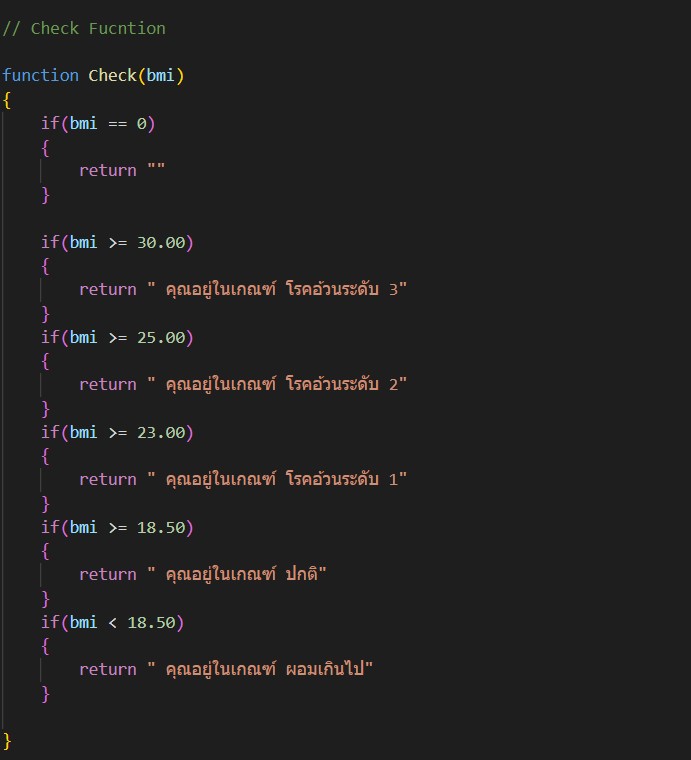 // Check Fucntion
function Check(bmi)
{
if(bmi == 0)
{
return ""
}
if(bmi >= 30.00)
{
return " คุณอยู่ในเกณฑ์ โรคอ้วนระดับ 3"
}
if(bmi >= 25.00)
{
return " คุณอยู่ในเกณฑ์ โรคอ้วนระดับ 2"
}
if(bmi >= 23.00)
{
return " คุณอยู่ในเกณฑ์ โรคอ้วนระดับ 1"
}
if(bmi >= 18.50)
{
return " คุณอยู่ในเกณฑ์ ปกติ"
}
if(bmi < 18.50)
{
return " คุณอยู่ในเกณฑ์ ผอมเกินไป"
}
}